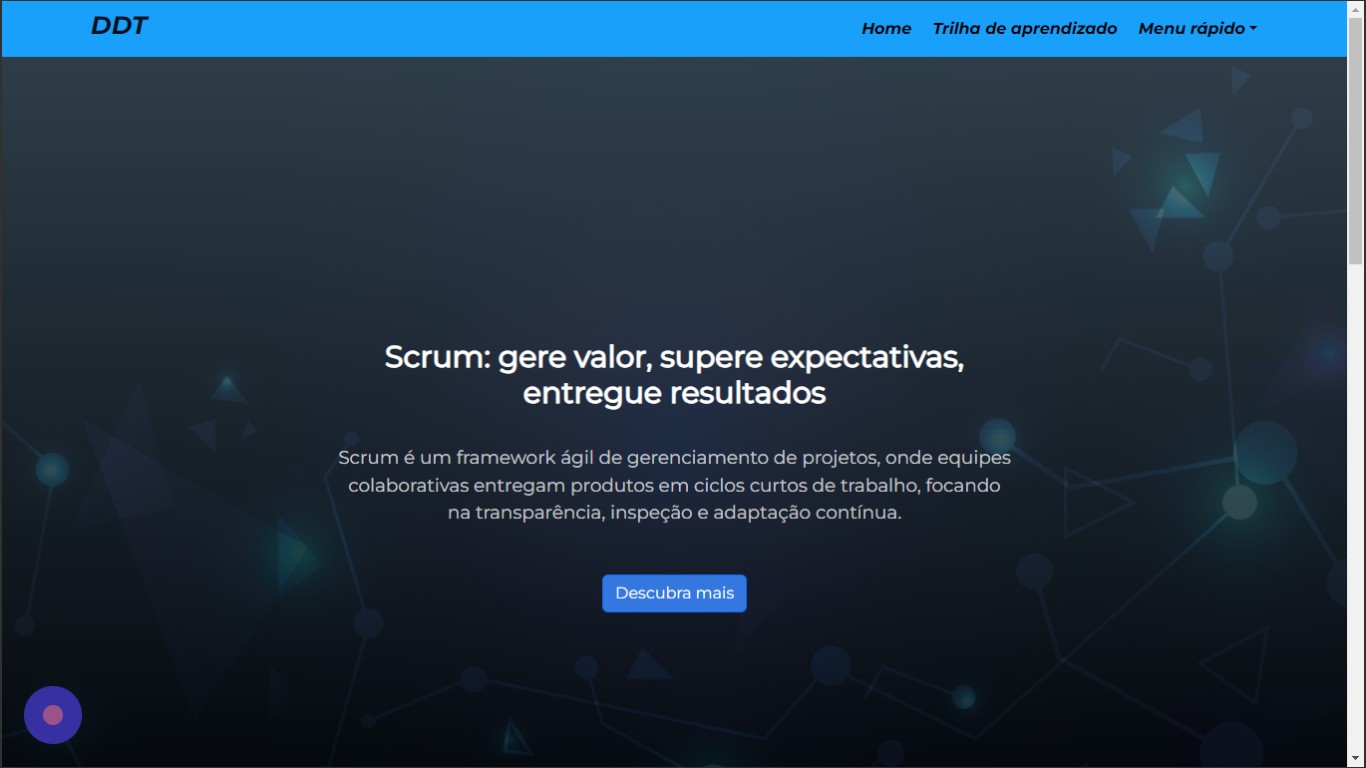 DDT
Home Trilha de aprendizado Menu rápido
Scrum: gere valor, supere expectativas,
entregue resultados
Scrum é um framework ágil de gerenciamento de projetos, onde equipes
colaborativas entregam produtos em ciclos curtos de trabalho, focando
na transparência, inspeção e adaptação contínua.
Descubra mais